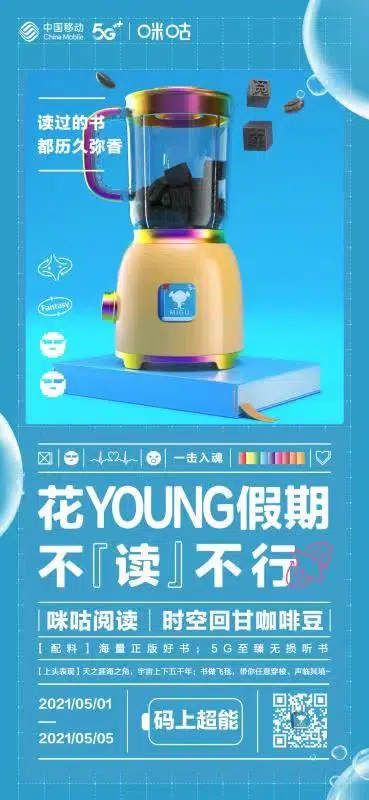 中国移动
China Mobile
5G++
咪咕
读过的书
都历久弥香
Fantasy
MIGU
一击入魂
花YOUNG假期
不『读』不行
咪咕阅读
时空回甘咖啡豆
【配料】海量正版好书；5G至臻无损听书
【上头表现】天之涯海之角，宇宙上下五千年；书做飞毯，带你任意穿梭、声临其境~
2021/05/01
—
2021/05/05
码上超能